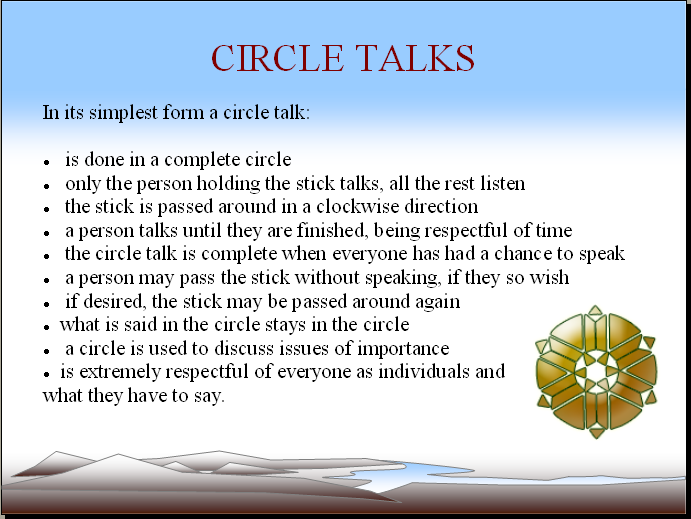 CIRCLE TALKS
In its simplest form a circle talk:
● is done in a complete circle
● only the person holding the stick talks, all the rest listen
● the stick is passed around in a clockwise direction
● a person talks until they are finished, being respectful of time
● the circle talk is complete when everyone has had a chance to speak
● a person may pass the stick without speaking, if they so wish
● if desired, the stick may be passed around again
● what is said in the circle stays in the circle
● a circle is used to discuss issues of importance
● is extremely respectful of everyone as individuals and
what they have to say.